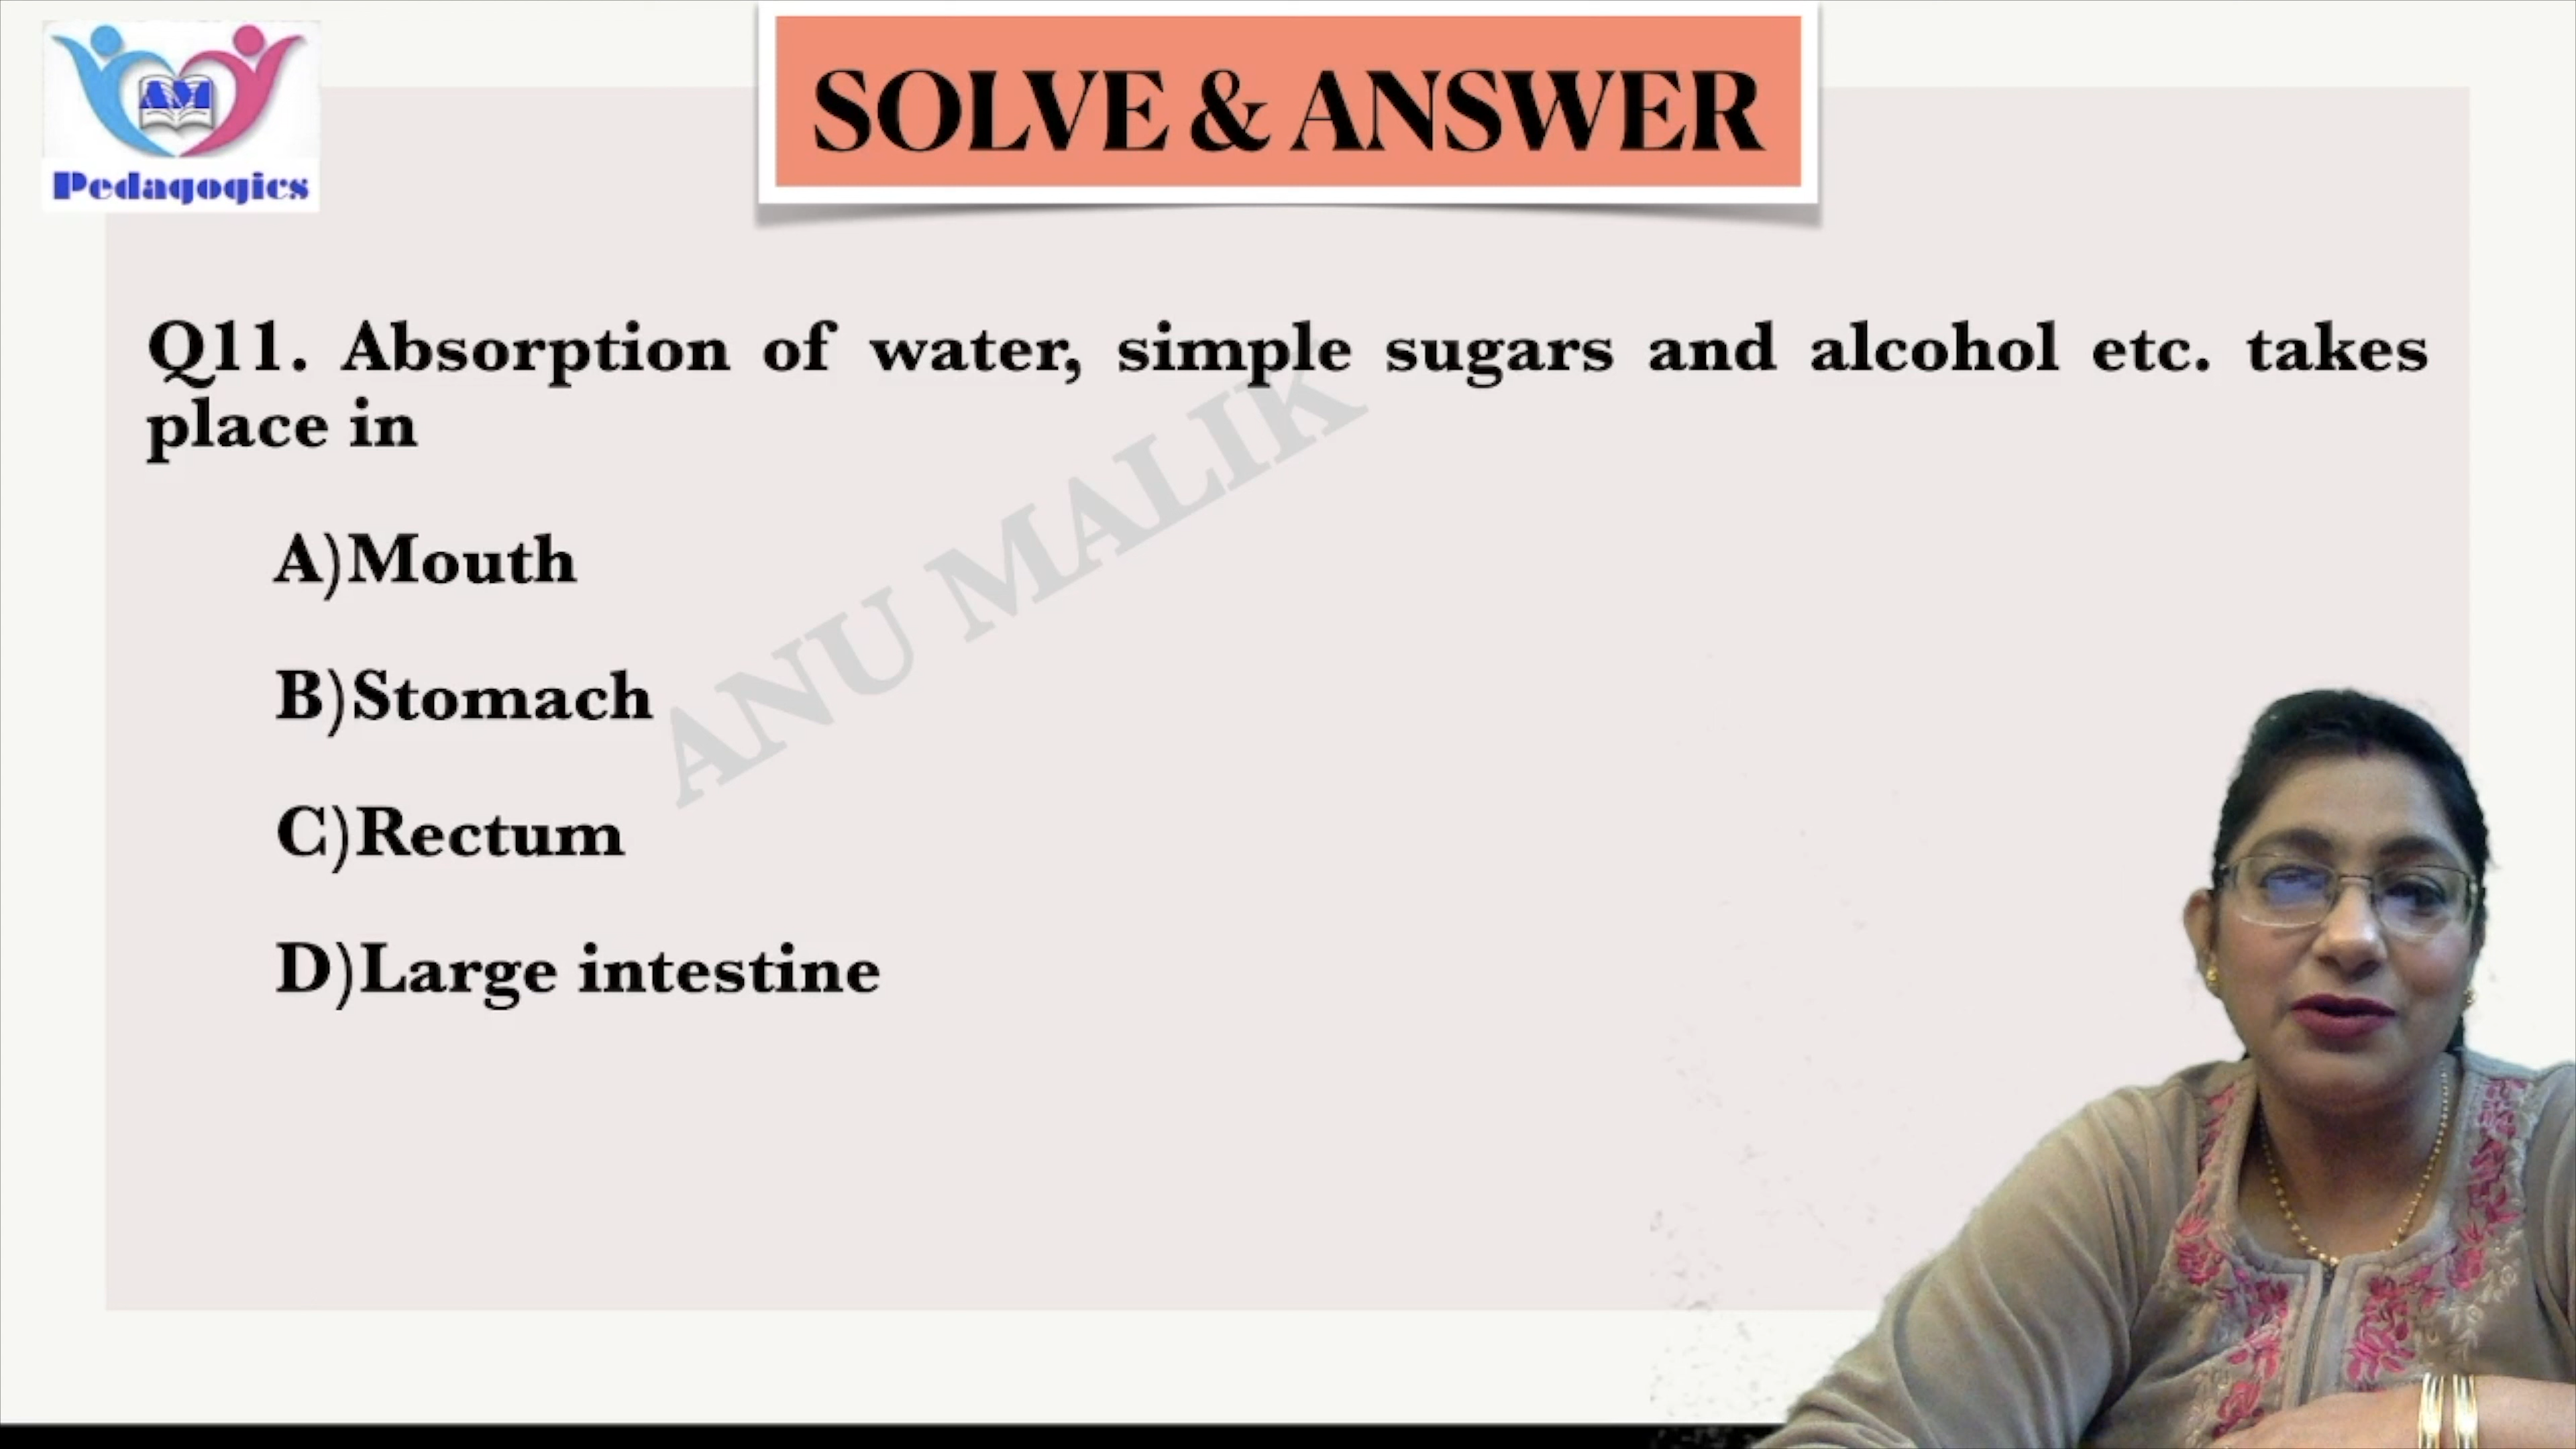 AM
Pedagogics
SOLVE & ANSWER
Q11. Absorption of water, simple sugars and alcohol etc. takes
place in
A)Mouth
B)Stomach
C)Rectum
D)Large intestine
ANU MALIK